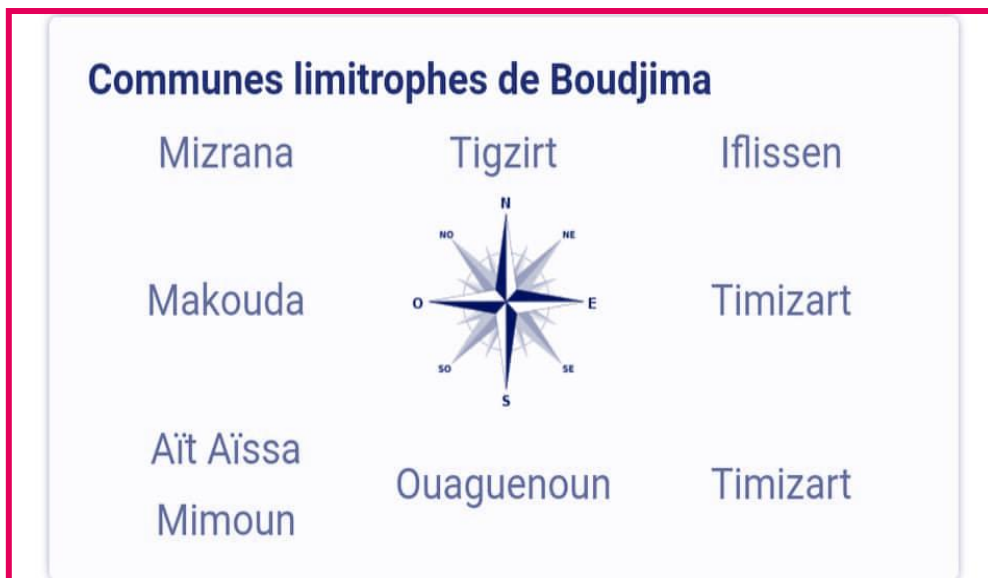 Communes limitrophes de Boudjima
Mizrana Tigzirt Iflissen
N
NO NE
Makouda O E Timizart
SO SE
S
Aït Aïssa
Mimoun Ouaguenoun Timizart